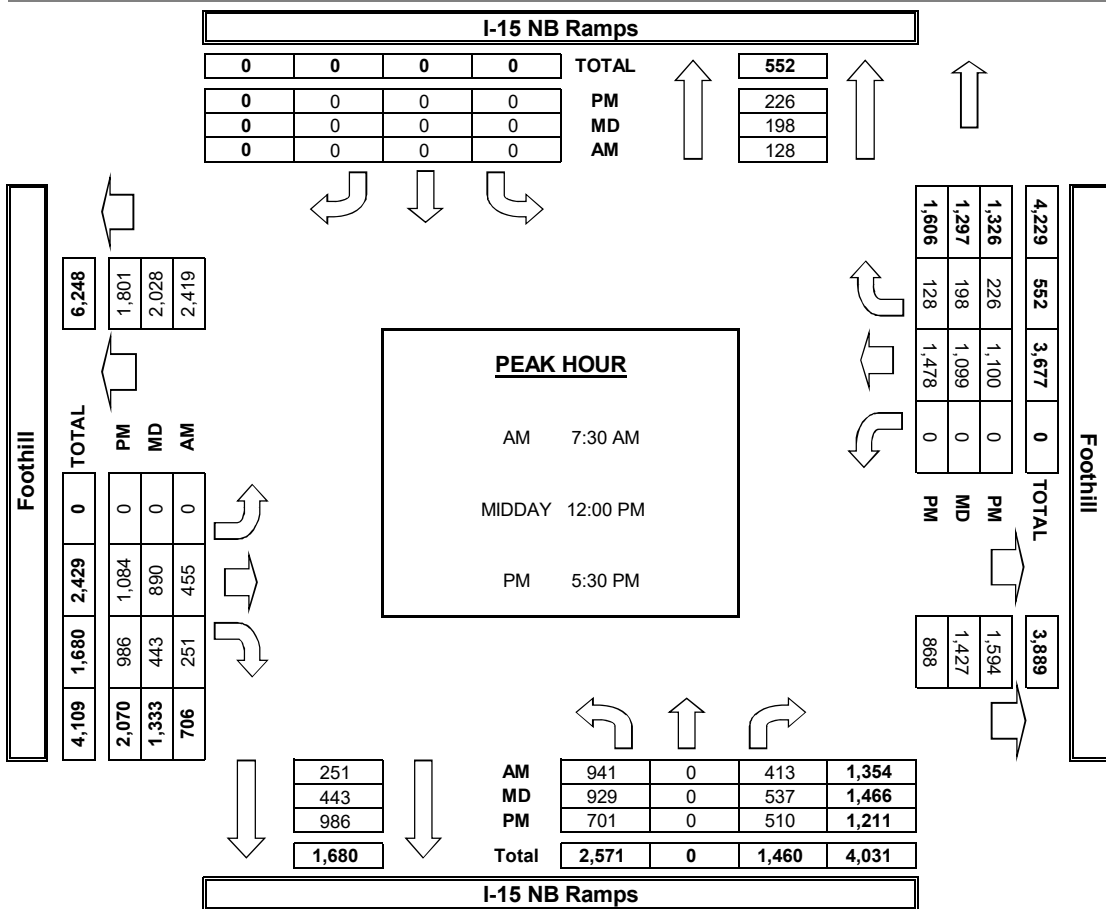 I-15 NB Ramps
0 0 0 0 TOTAL 552
0 0 0 0 PM 226
0 0 0 0 MD 198
0 0 0 0 AM 128
Foothill
6,248
1,801
2,028
2,419
TOTAL 0 2,429 1,680 4,109
PM 0 1,084 986 2,070
MD 0 890 443 1,333
AM 0 455 251 706
PEAK HOUR
AM 7:30 AM
MIDDAY 12:00 PM
PM 5:30 PM
4,229 552 3,677 0 TOTAL 3,889
1,326 226 1,100 0 PM 1,594
1,297 198 1,099 0 MD 1,427
1,606 128 1,478 0 PM 868
Foothill
251 AM 941 0 413 1,354
443 MD 929 0 537 1,466
986 PM 701 0 510 1,211
1,680 Total 2,571 0 1,460 4,031
I-15 NB Ramps